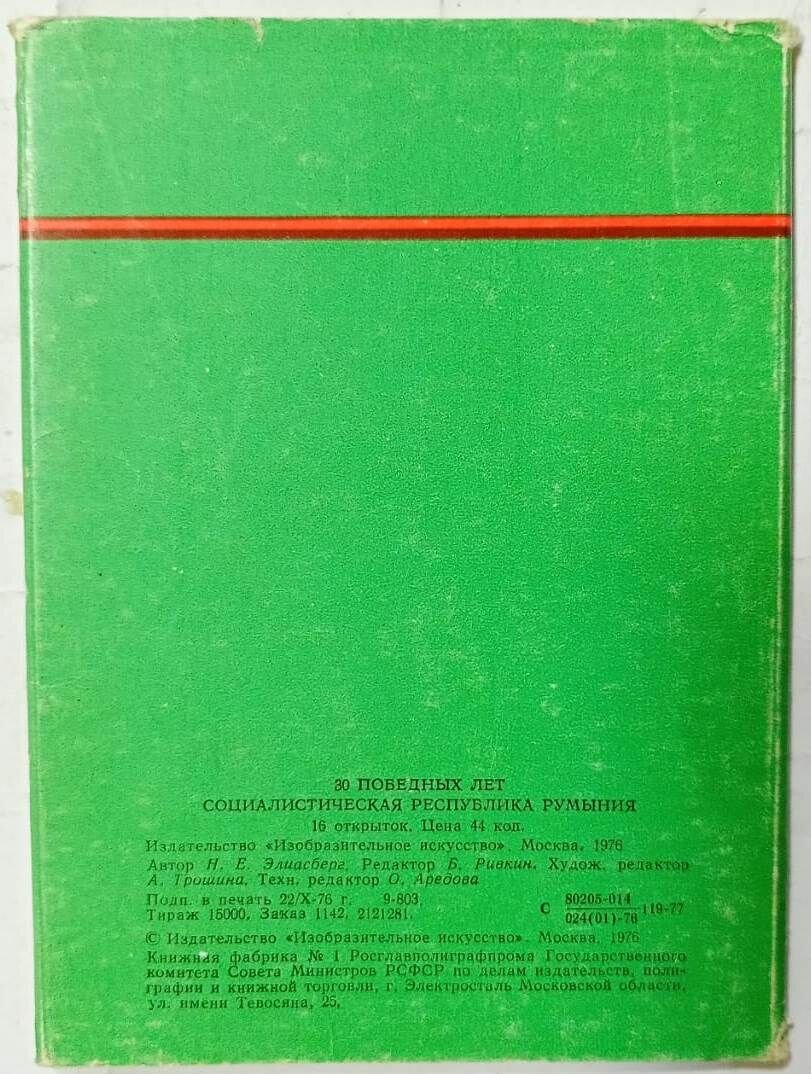 30 ПОБЕДНЫХ ЛЕТ
СОЦИАЛИСТИЧЕСКАЯ РЕСПУБЛИКА РУМЫНИЯ
16 открыток. Цена 44 коп.
Издательство «Изобразительное искусство». Москва. 1976
Автор Н. Е. Элиасберг. Редактор Б. Ривкин. Худож. редактор
А. Трошина. Техн. редактор О. Аредова
Подп. в печать 22/X-76 г. 9-803.
Тираж 15000. Заказ 1142. 2121281.
С 80205-014
024(01)-76 119-77
© Издательство «Изобразительное искусство». Москва. 1976
Книжная фабрика № 1 Росглавполиграфпрома Государственного
комитета Совета Министров РСФСР по делам издательств, поли-
графии и книжной торговли, г. Электросталь Московской области,
ул. имени Тевосяна, 25.